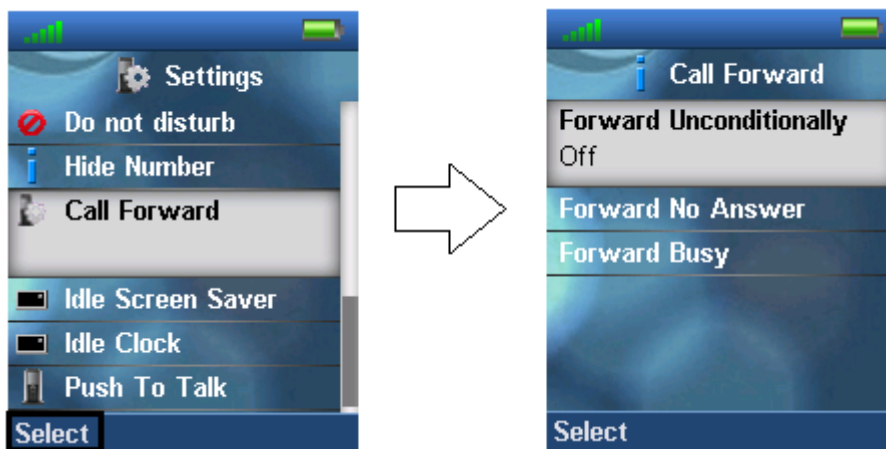 Settings
Do not disturb
Hide Number
Call Forward
Idle Screen Saver
Idle Clock
Push To Talk
Select
Call Forward
Forward Unconditionally
Off
Forward No Answer
Forward Busy
Select